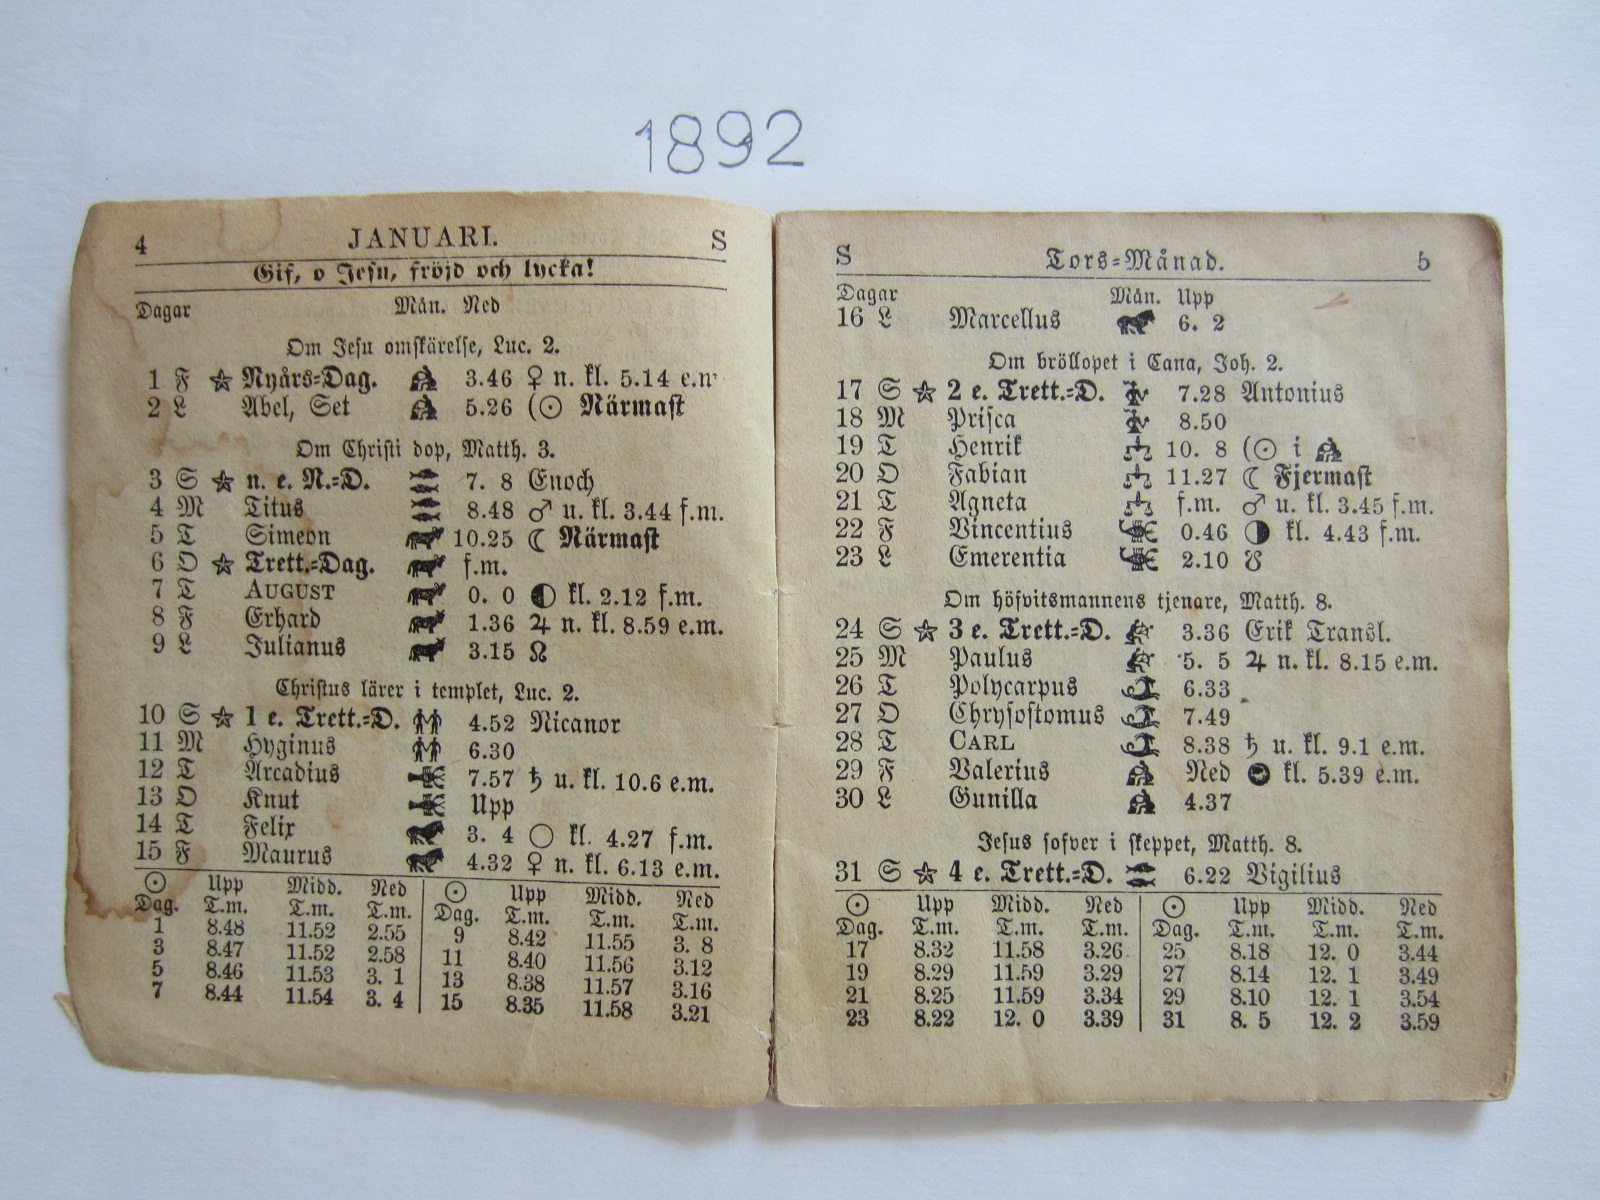 1892
4 JANUARI. S
Gif, o Jesu, fröjd och lycka!
Dagar Mån. Ned
Om Jesu omskärelse, Luc. 2.
1 F ☆ Nyårs=Dag. 3.46 ♀ n. kl. 5.14 e.m
2 L Abel, Set 5.26 (☉ Närmast
Om Christi dop, Matth. 3.
3 S ☆ n. e. N.=D. 7. 8 Enoch
4 M Titus 8.48 ♂ u. kl. 3.44 f.m.
5 T Simeon 10.25 ☾ Närmast
6 O ☆ Trett.=Dag. f.m.
7 T AUGUST 0. 0 ◐ kl. 2.12 f.m.
8 F Erhard 1.36 ♃ n. kl. 8.59 e.m.
9 L Julianus 3.15 ☊
Christus lärer i templet, Luc. 2.
10 S ☆ 1 e. Trett.=D. 4.52 Nicanor
11 M Hyginus 6.30
12 T Arcadius 7.57 ♄ u. kl. 10.6 e.m.
13 O Knut Upp
14 T Felix 3. 4 ○ kl. 4.27 f.m.
15 F Maurus 4.32 ♀ n. kl. 6.13 e.m.
☉ Upp Midd. Ned ☉ Upp Midd. Ned
Dag. T.m. T.m. T.m. Dag. T.m. T.m. T.m.
1 8.48 11.52 2.55 9 8.42 11.55 3. 8
3 8.47 11.52 2.58 11 8.40 11.56 3.12
5 8.46 11.53 3. 1 13 8.38 11.57 3.16
7 8.44 11.54 3. 4 15 8.35 11.58 3.21
S Tors=Månad. 5
Dagar Mån. Upp
16 L Marcellus 6. 2
Om bröllopet i Cana, Joh. 2.
17 S ☆ 2 e. Trett.=D. 7.28 Antonius
18 M Prisca 8.50
19 T Henrik 10. 8 (☉ i
20 O Fabian 11.27 ☾ Fjermast
21 T Agneta f.m. ♂ u. kl. 3.45 f.m.
22 F Vincentius 0.46 ◑ kl. 4.43 f.m.
23 L Emerentia 2.10 ☋
Om höfvitsmannens tjenare, Matth. 8.
24 S ☆ 3 e. Trett.=D. 3.36 Erik Transl.
25 M Paulus 5. 5 ♃ n. kl. 8.15 e.m.
26 T Polycarpus 6.33
27 O Chrysostomus 7.49
28 T CARL 8.38 ♄ u. kl. 9.1 e.m.
29 F Valerius Ned ● kl. 5.39 e.m.
30 L Gunilla 4.37
Jesus sofver i skeppet, Matth. 8.
31 S ☆ 4 e. Trett.=D. 6.22 Vigilius
☉ Upp Midd. Ned ☉ Upp Midd. Ned
Dag. T.m. T.m. T.m. Dag. T.m. T.m. T.m.
17 8.32 11.58 3.26 25 8.18 12. 0 3.44
19 8.29 11.59 3.29 27 8.14 12. 1 3.49
21 8.25 11.59 3.34 29 8.10 12. 1 3.54
23 8.22 12. 0 3.39 31 8. 5 12. 2 3.59